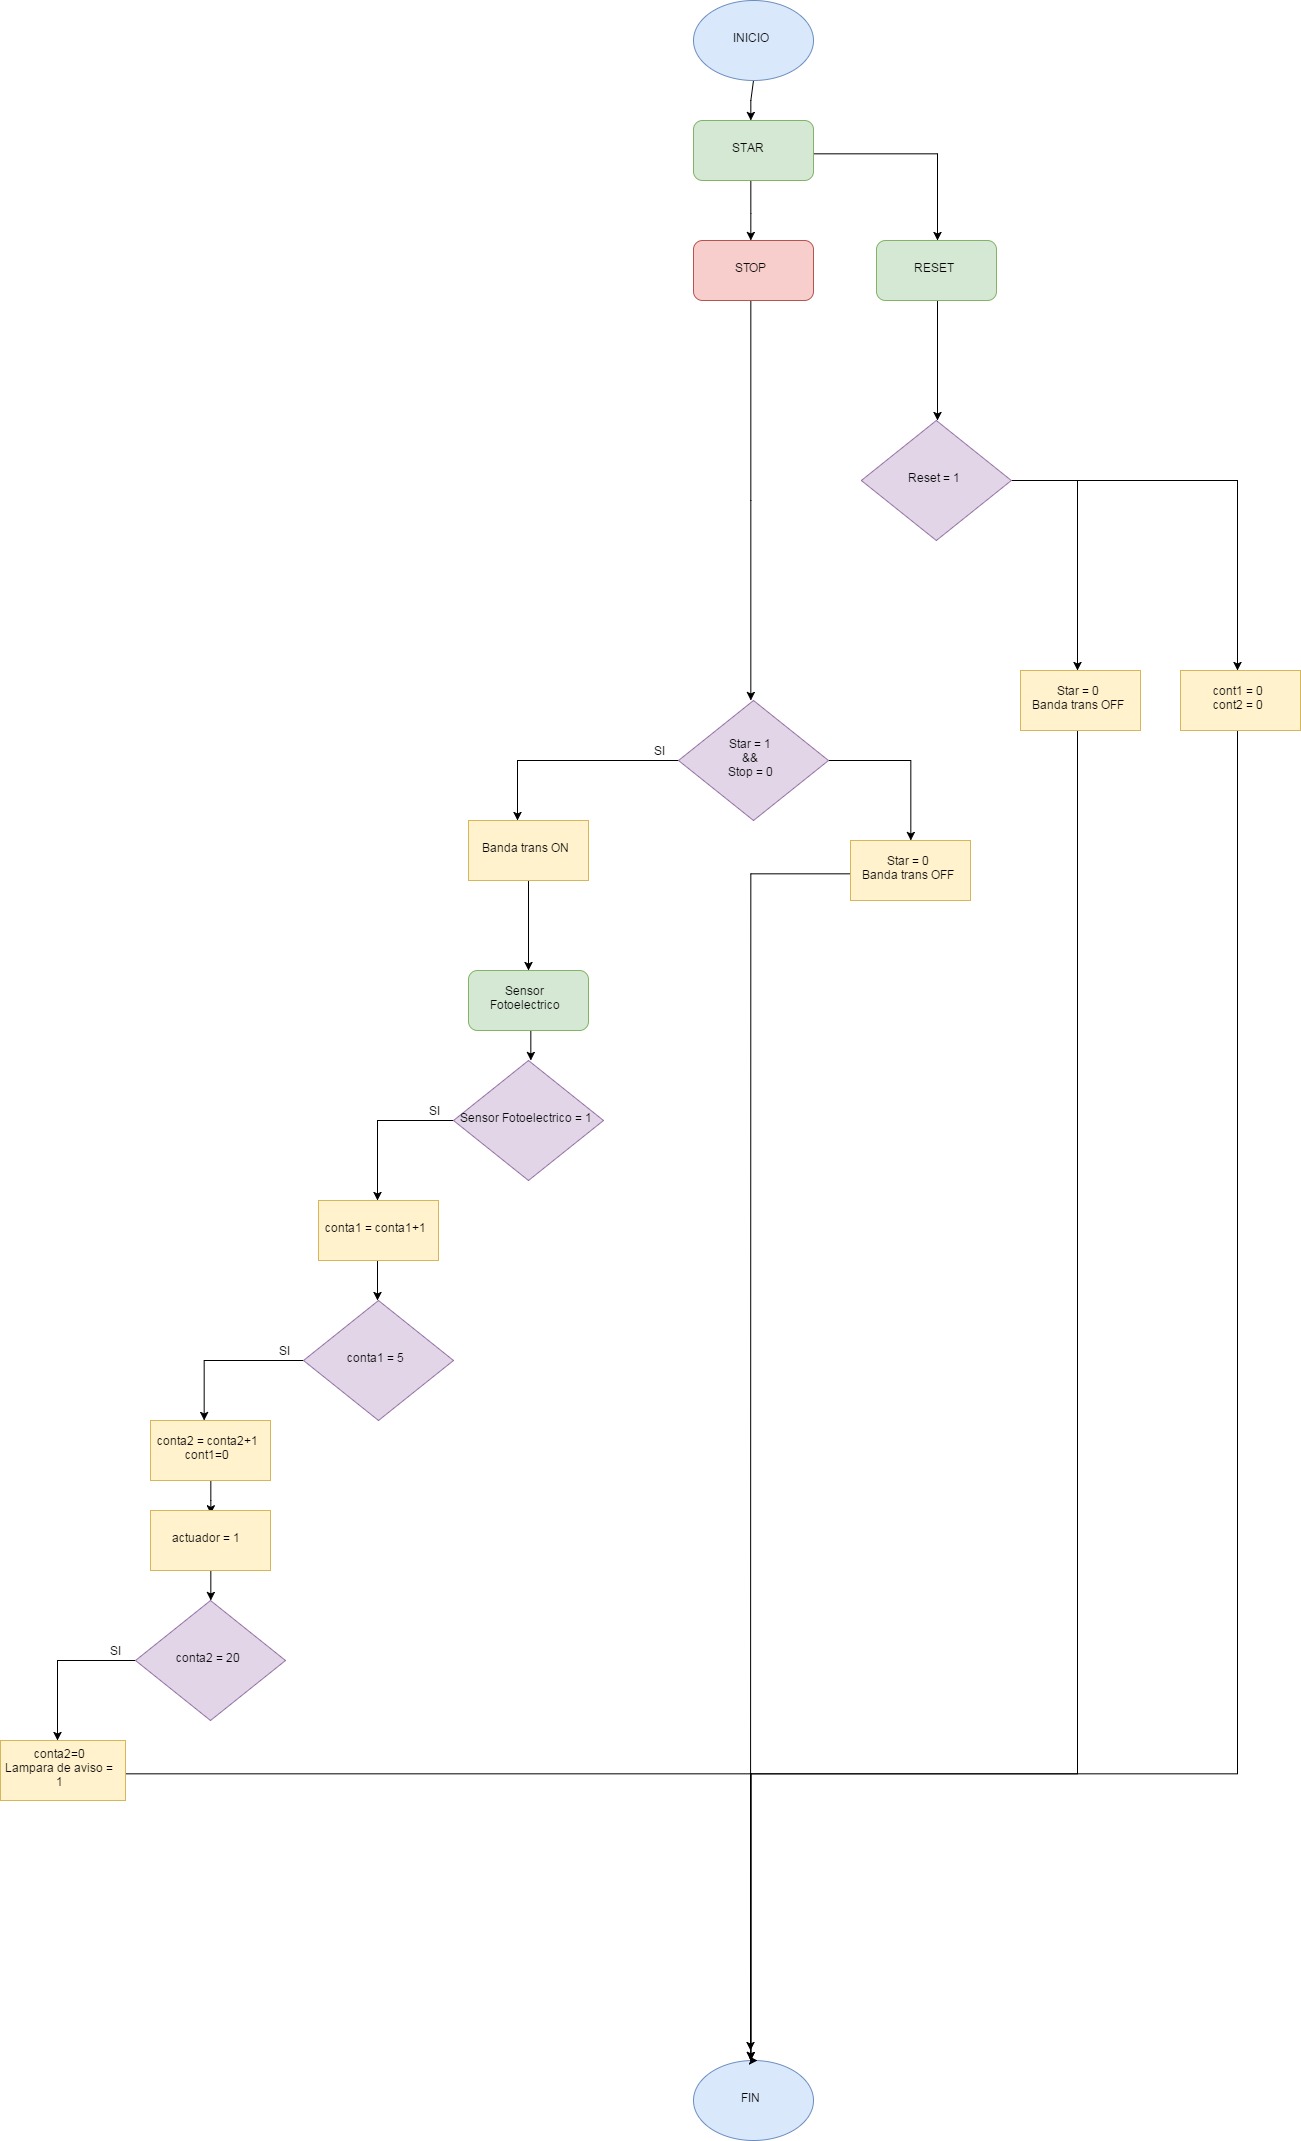 INICIO
STAR
STOP
RESET
Reset = 1
Star = 0
Banda trans OFF
cont1 = 0
cont2 = 0
Star = 1
&&
Stop = 0
SI
Banda trans ON
Star = 0
Banda trans OFF
Sensor
Fotoelectrico
SI
Sensor Fotoelectrico = 1
conta1 = conta1+1
SI
conta1 = 5
conta2 = conta2+1
cont1=0
actuador = 1
SI
conta2 = 20
conta2=0
Lampara de aviso =
1
FIN